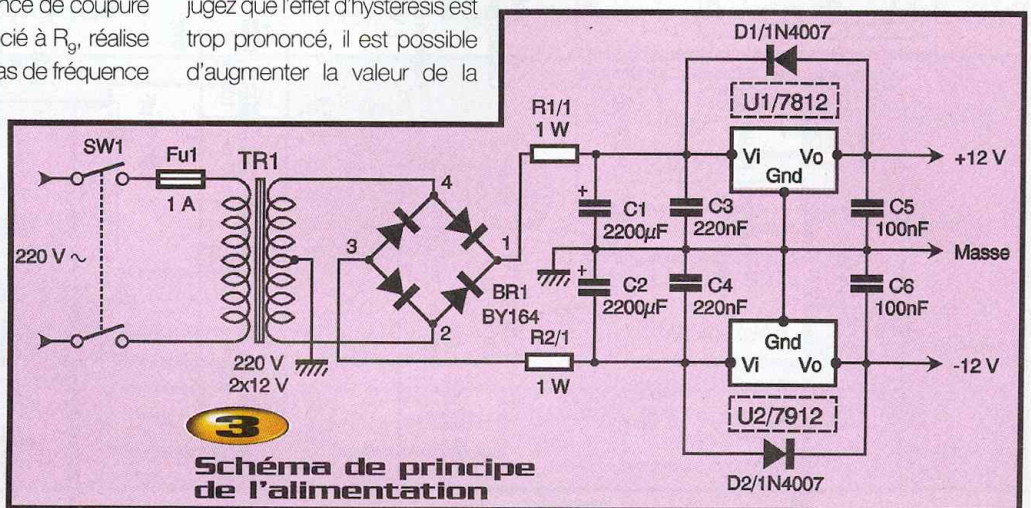 nce de coupure
cié à R9, réalise
as de fréquence
jugez que l'effet d'hysteresis est
trop prononcé, il est possible
d'augmenter la valeur de la
SW1
Fu1
1 A
TR1
220 V ~
220 V
2x12 V
4
3
1
2
BR1
BY164
R1/1
1 W
R2/1
1 W
+
C1
2200µF
+
C2
2200µF
C3
220nF
C4
220nF
D1/1N4007
U1/7812
Vi
Vo
Gnd
C5
100nF
C6
100nF
+12 V
Masse
-12 V
Gnd
Vi
Vo
U2/7912
D2/1N4007
3
Schéma de principe
de l'alimentation